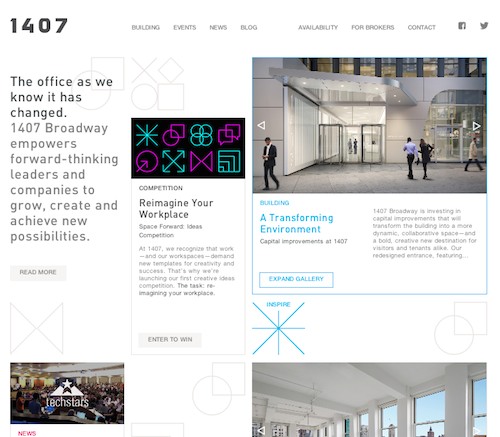 1407
BUILDING EVENTS NEWS BLOG AVAILABILITY FOR BROKERS CONTACT
The office as we
know it has
changed.
1407 Broadway
empowers
forward-thinking
leaders and
companies to
grow, create and
achieve new
possibilities.
READ MORE
COMPETITION
Reimagine Your
Workplace
Space Forward: Ideas
Competition
At 1407, we recognize that work
—and our workspaces—demand
new templates for creativity and
success. That's why we're
launching our first creative ideas
competition. The task: re-
imagining your workplace.
ENTER TO WIN
BUILDING
A Transforming
Environment
Capital improvements at 1407
1407 Broadway is investing in
capital improvements that will
transform the building into a more
dynamic, collaborative space—and
a bold, creative new destination for
visitors and tenants alike. Our
redesigned entrance, featuring...
EXPAND GALLERY
INSPIRE
techstars
NEWS